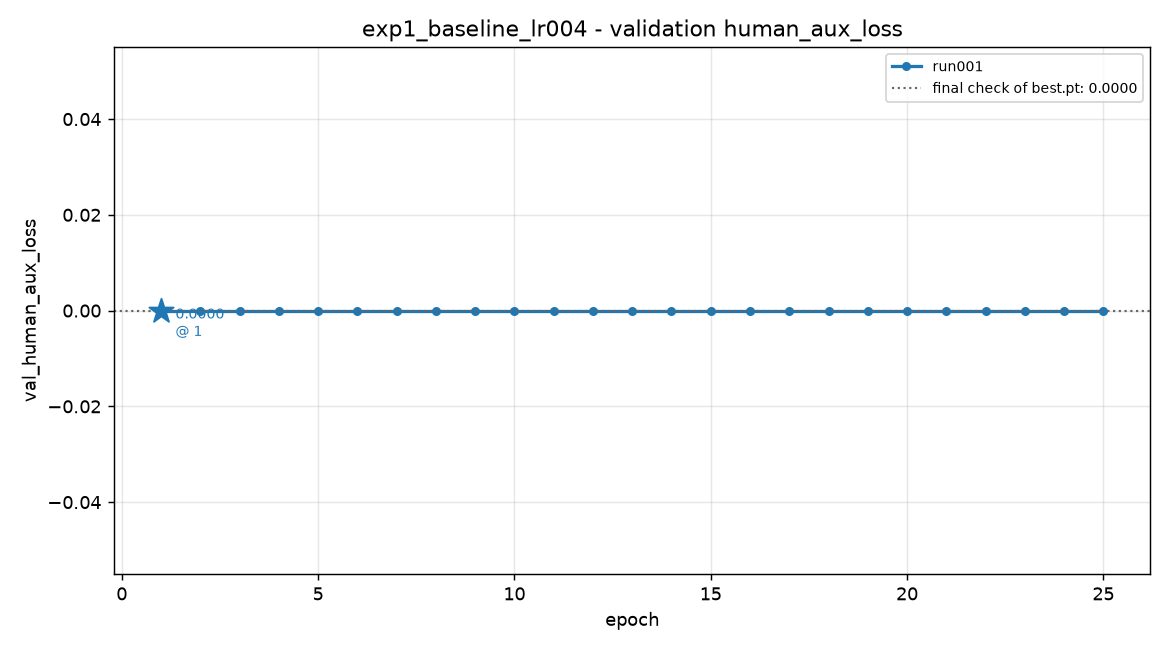 exp1_baseline_lr004 - validation human_aux_loss
run001
final check of best.pt: 0.0000
val_human_aux_loss
0.04
0.02
0.00
−0.02
−0.04
0.0000
@ 1
0
5
10
15
20
25
epoch